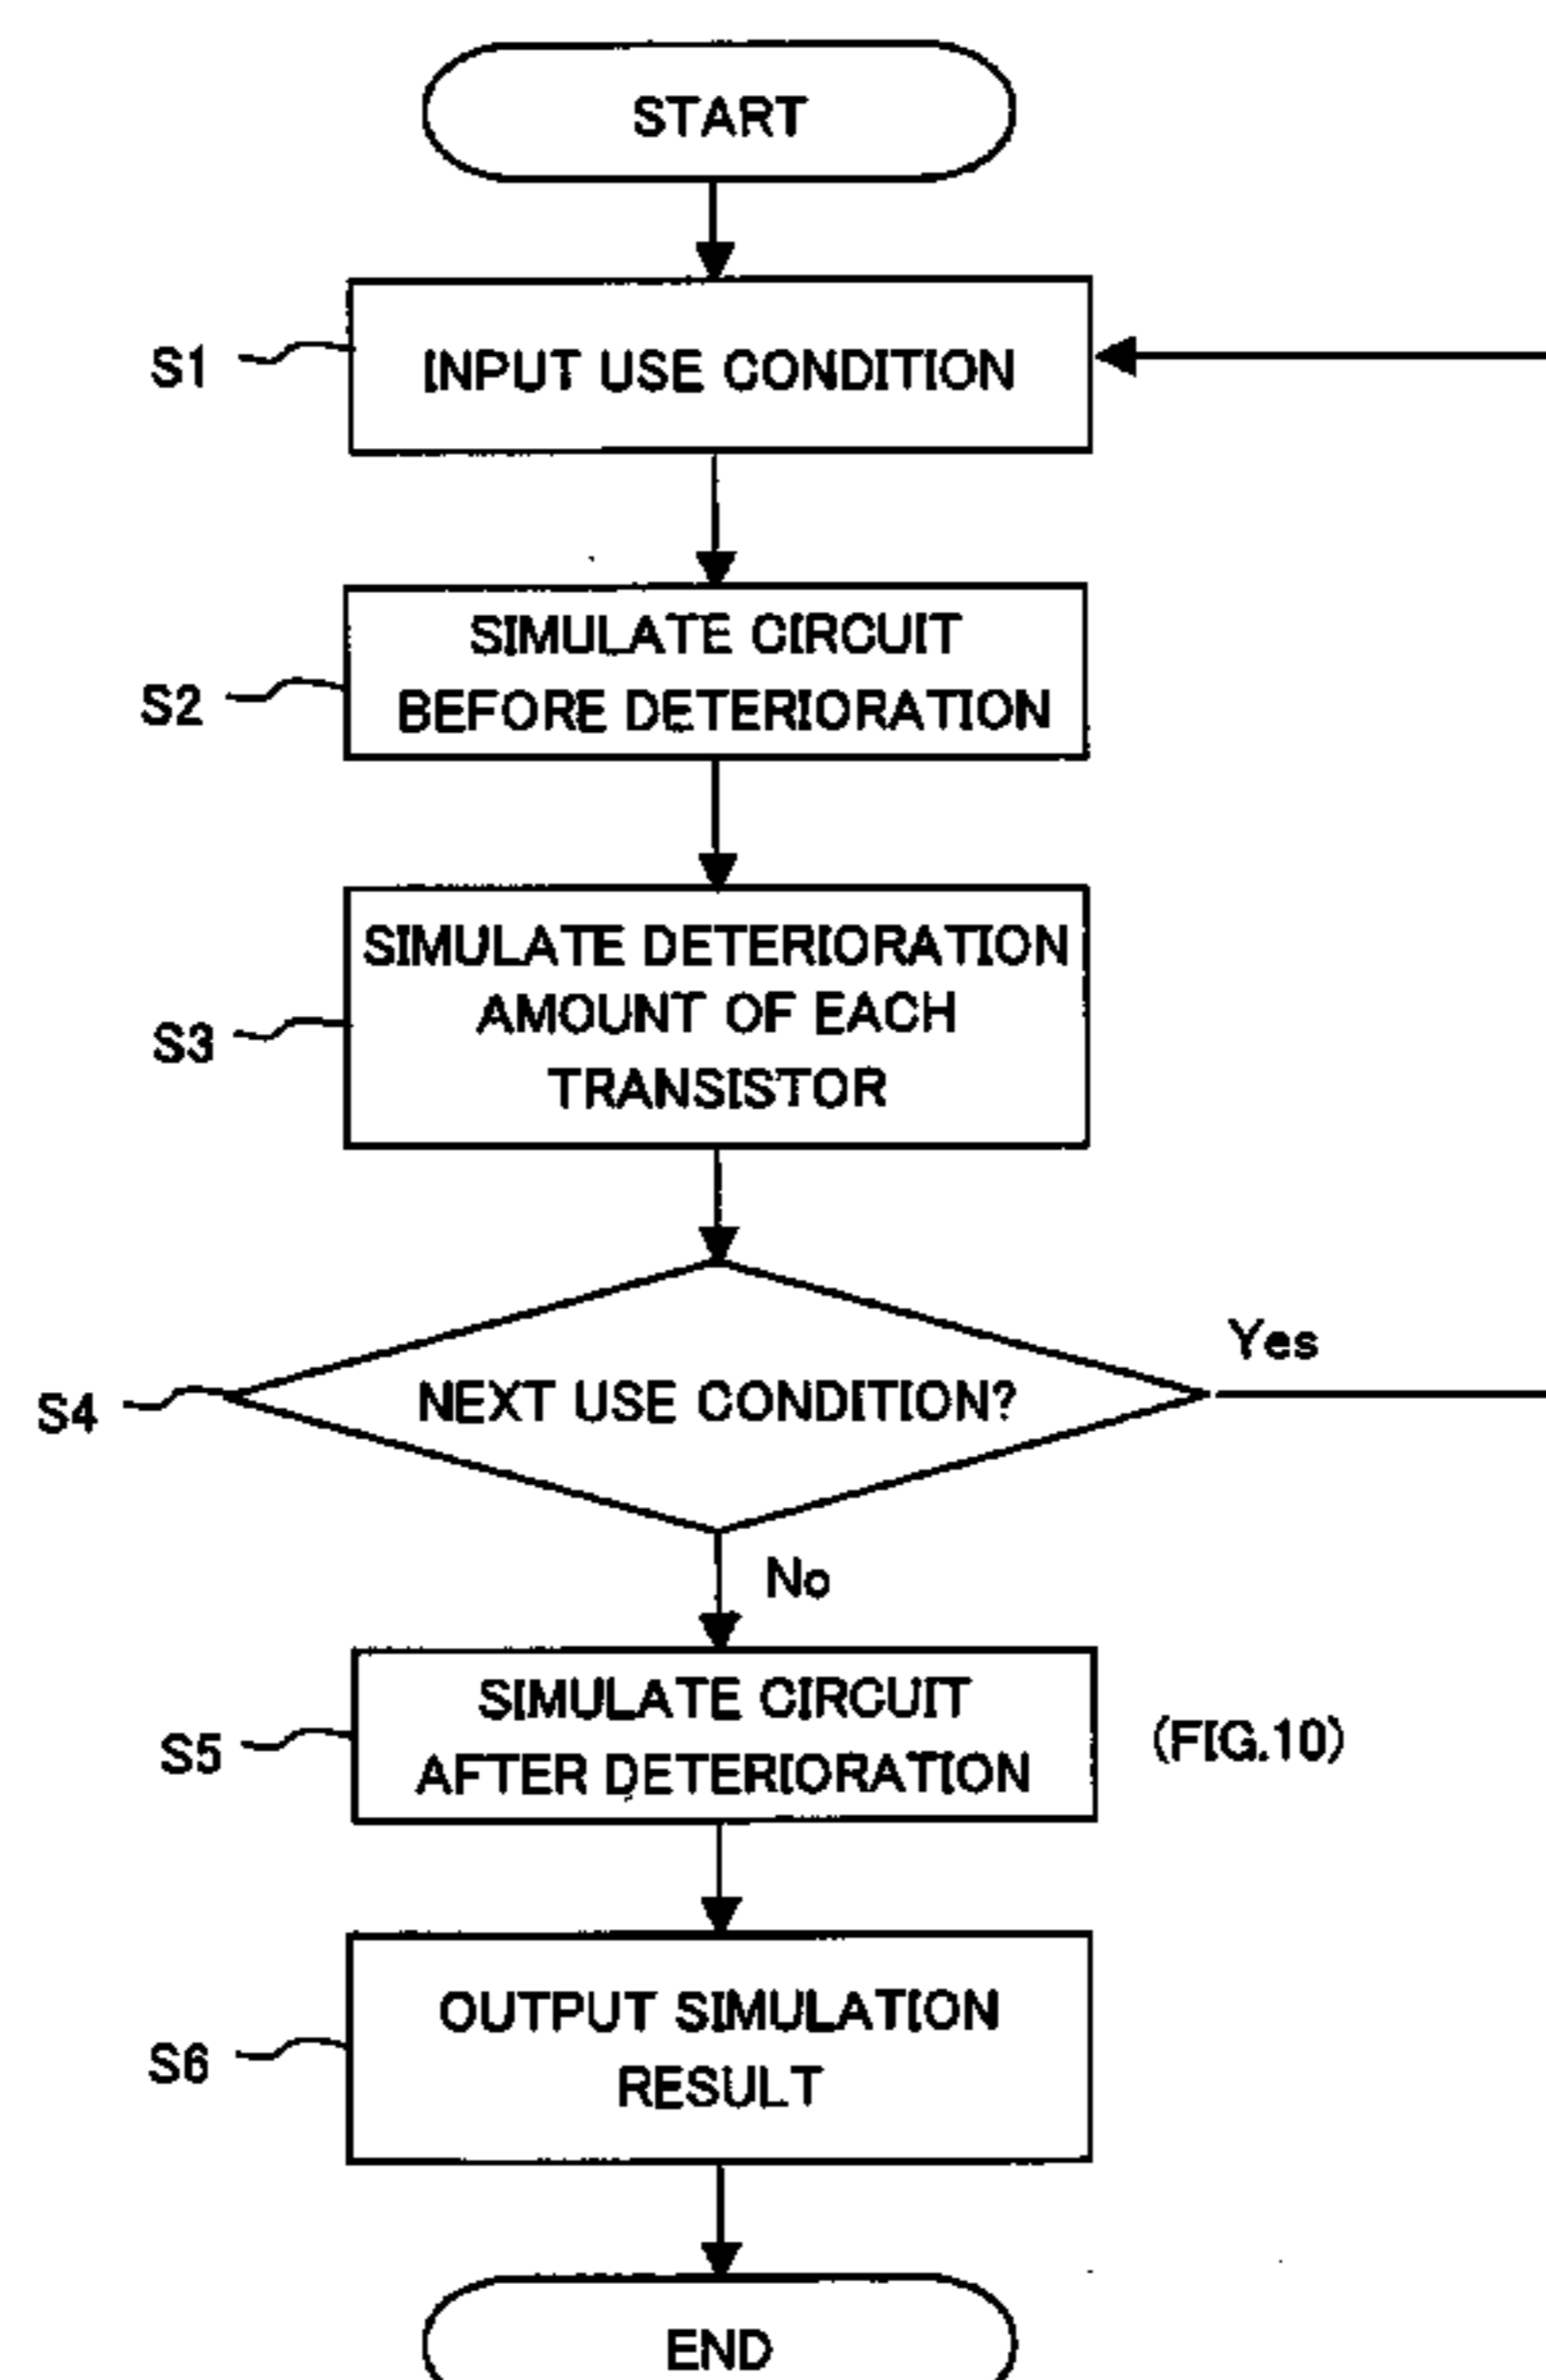 START
S1
INPUT USE CONDITION
SIMULATE CIRCUIT
BEFORE DETERIORATION
S2
SIMULATE DETERIORATION
AMOUNT OF EACH
TRANSISTOR
S3
Yes
NEXT USE CONDITION?
S4
No
SIMULATE CIRCUIT
AFTER DETERIORATION
S5
(FIG.10)
OUTPUT SIMULATION
RESULT
S6
END